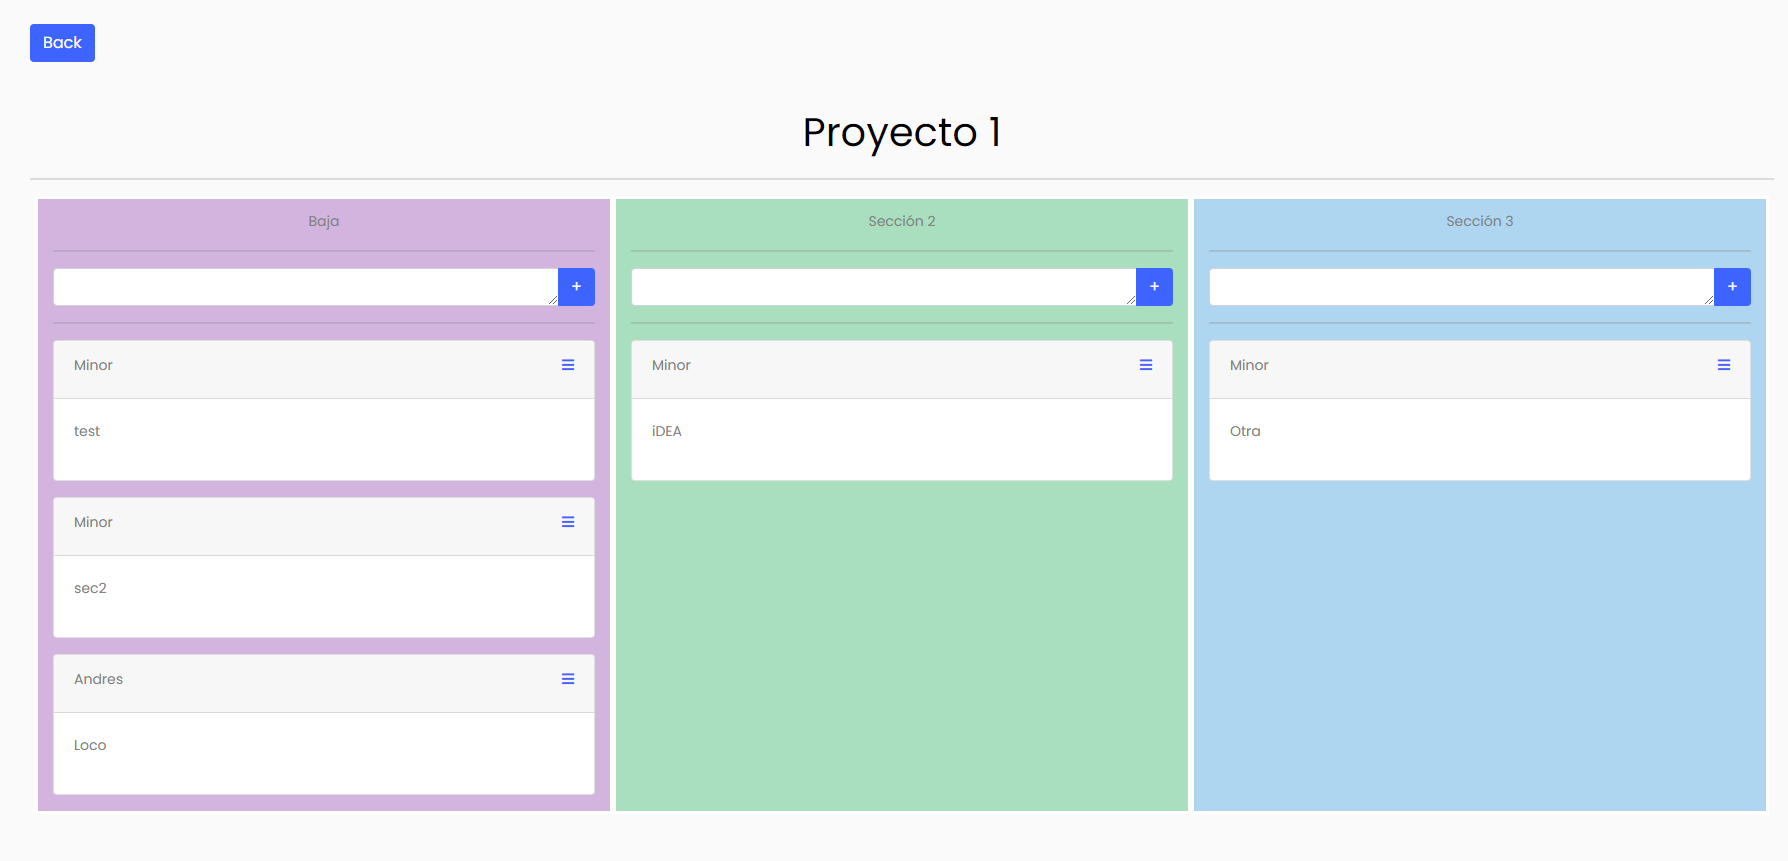 Back
Proyecto 1
Baja
+
Minor
test
Minor
sec2
Andres
Loco
Sección 2
+
Minor
iDEA
Sección 3
+
Minor
Otra